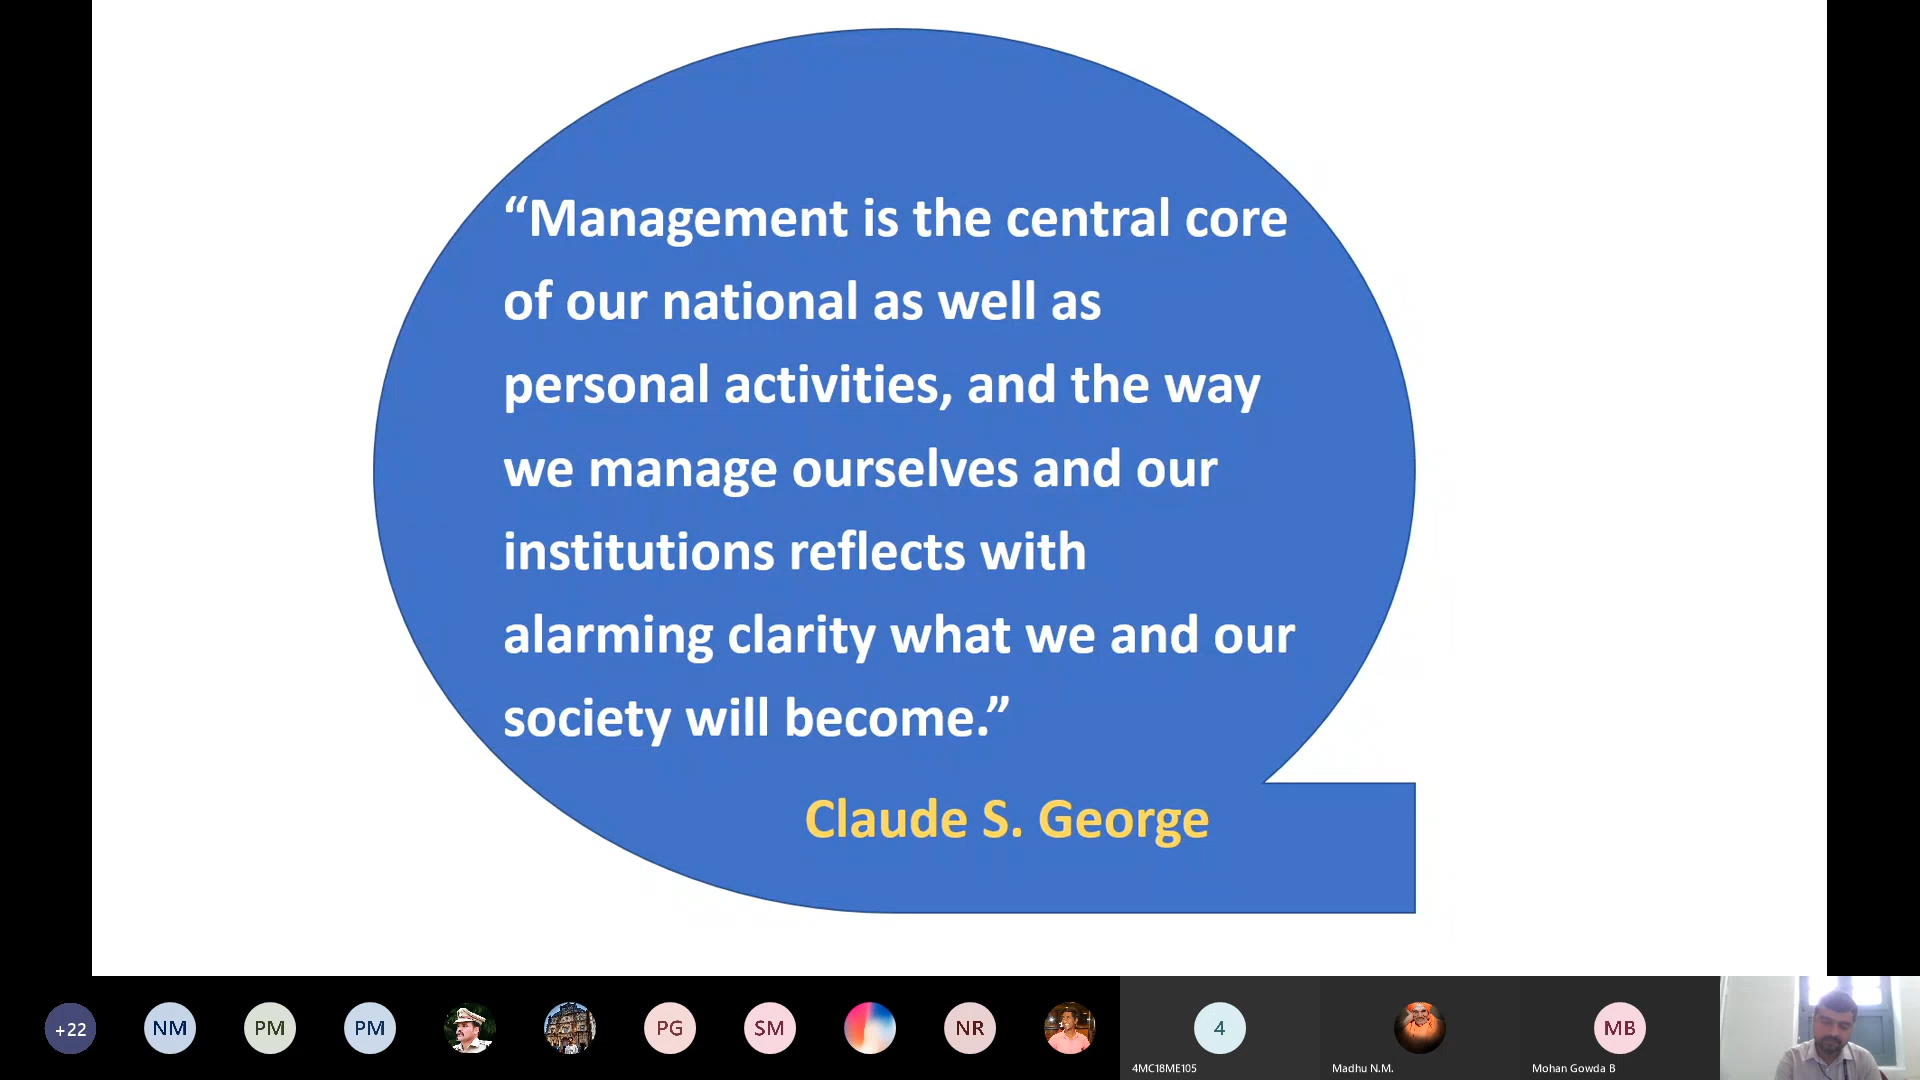 “Management is the central core
of our national as well as
personal activities, and the way
we manage ourselves and our
institutions reflects with
alarming clarity what we and our
society will become.”
Claude S. George
+22
NM
PM
PM
PG
SM
NR
4
MB
4MC18ME105
Madhu N.M.
Mohan Gowda B